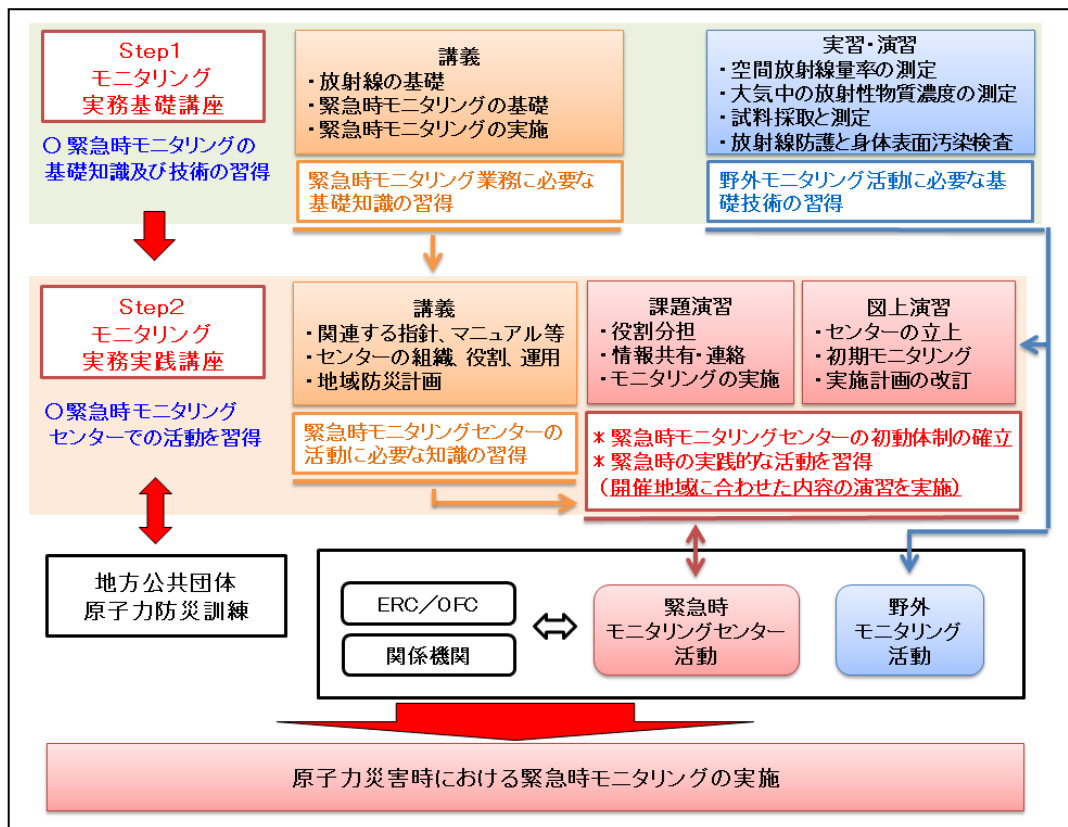 Step1
モニタリング
実務基礎講座
○ 緊急時モニタリングの
基礎知識及び技術の習得
講義
・放射線の基礎
・緊急時モニタリングの基礎
・緊急時モニタリングの実施
緊急時モニタリング業務に必要な
基礎知識の習得
実習・演習
・空間放射線量率の測定
・大気中の放射性物質濃度の測定
・試料採取と測定
・放射線防護と身体表面汚染検査
野外モニタリング活動に必要な基
礎技術の習得
Step2
モニタリング
実務実践講座
○緊急時モニタリング
センターでの活動を習得
講義
・関連する指針、マニュアル等
・センターの組織、役割、運用
・地域防災計画
緊急時モニタリングセンターの
活動に必要な知識の習得
課題演習
・役割分担
・情報共有・連絡
・モニタリングの実施
図上演習
・センターの立上
・初期モニタリング
・実施計画の改訂
＊緊急時モニタリングセンターの初動体制の確立
＊緊急時の実践的な活動を習得
（開催地域に合わせた内容の演習を実施）
地方公共団体
原子力防災訓練
ERC／OFC
関係機関
緊急時
モニタリングセンター
活動
野外
モニタリング
活動
原子力災害時における緊急時モニタリングの実施